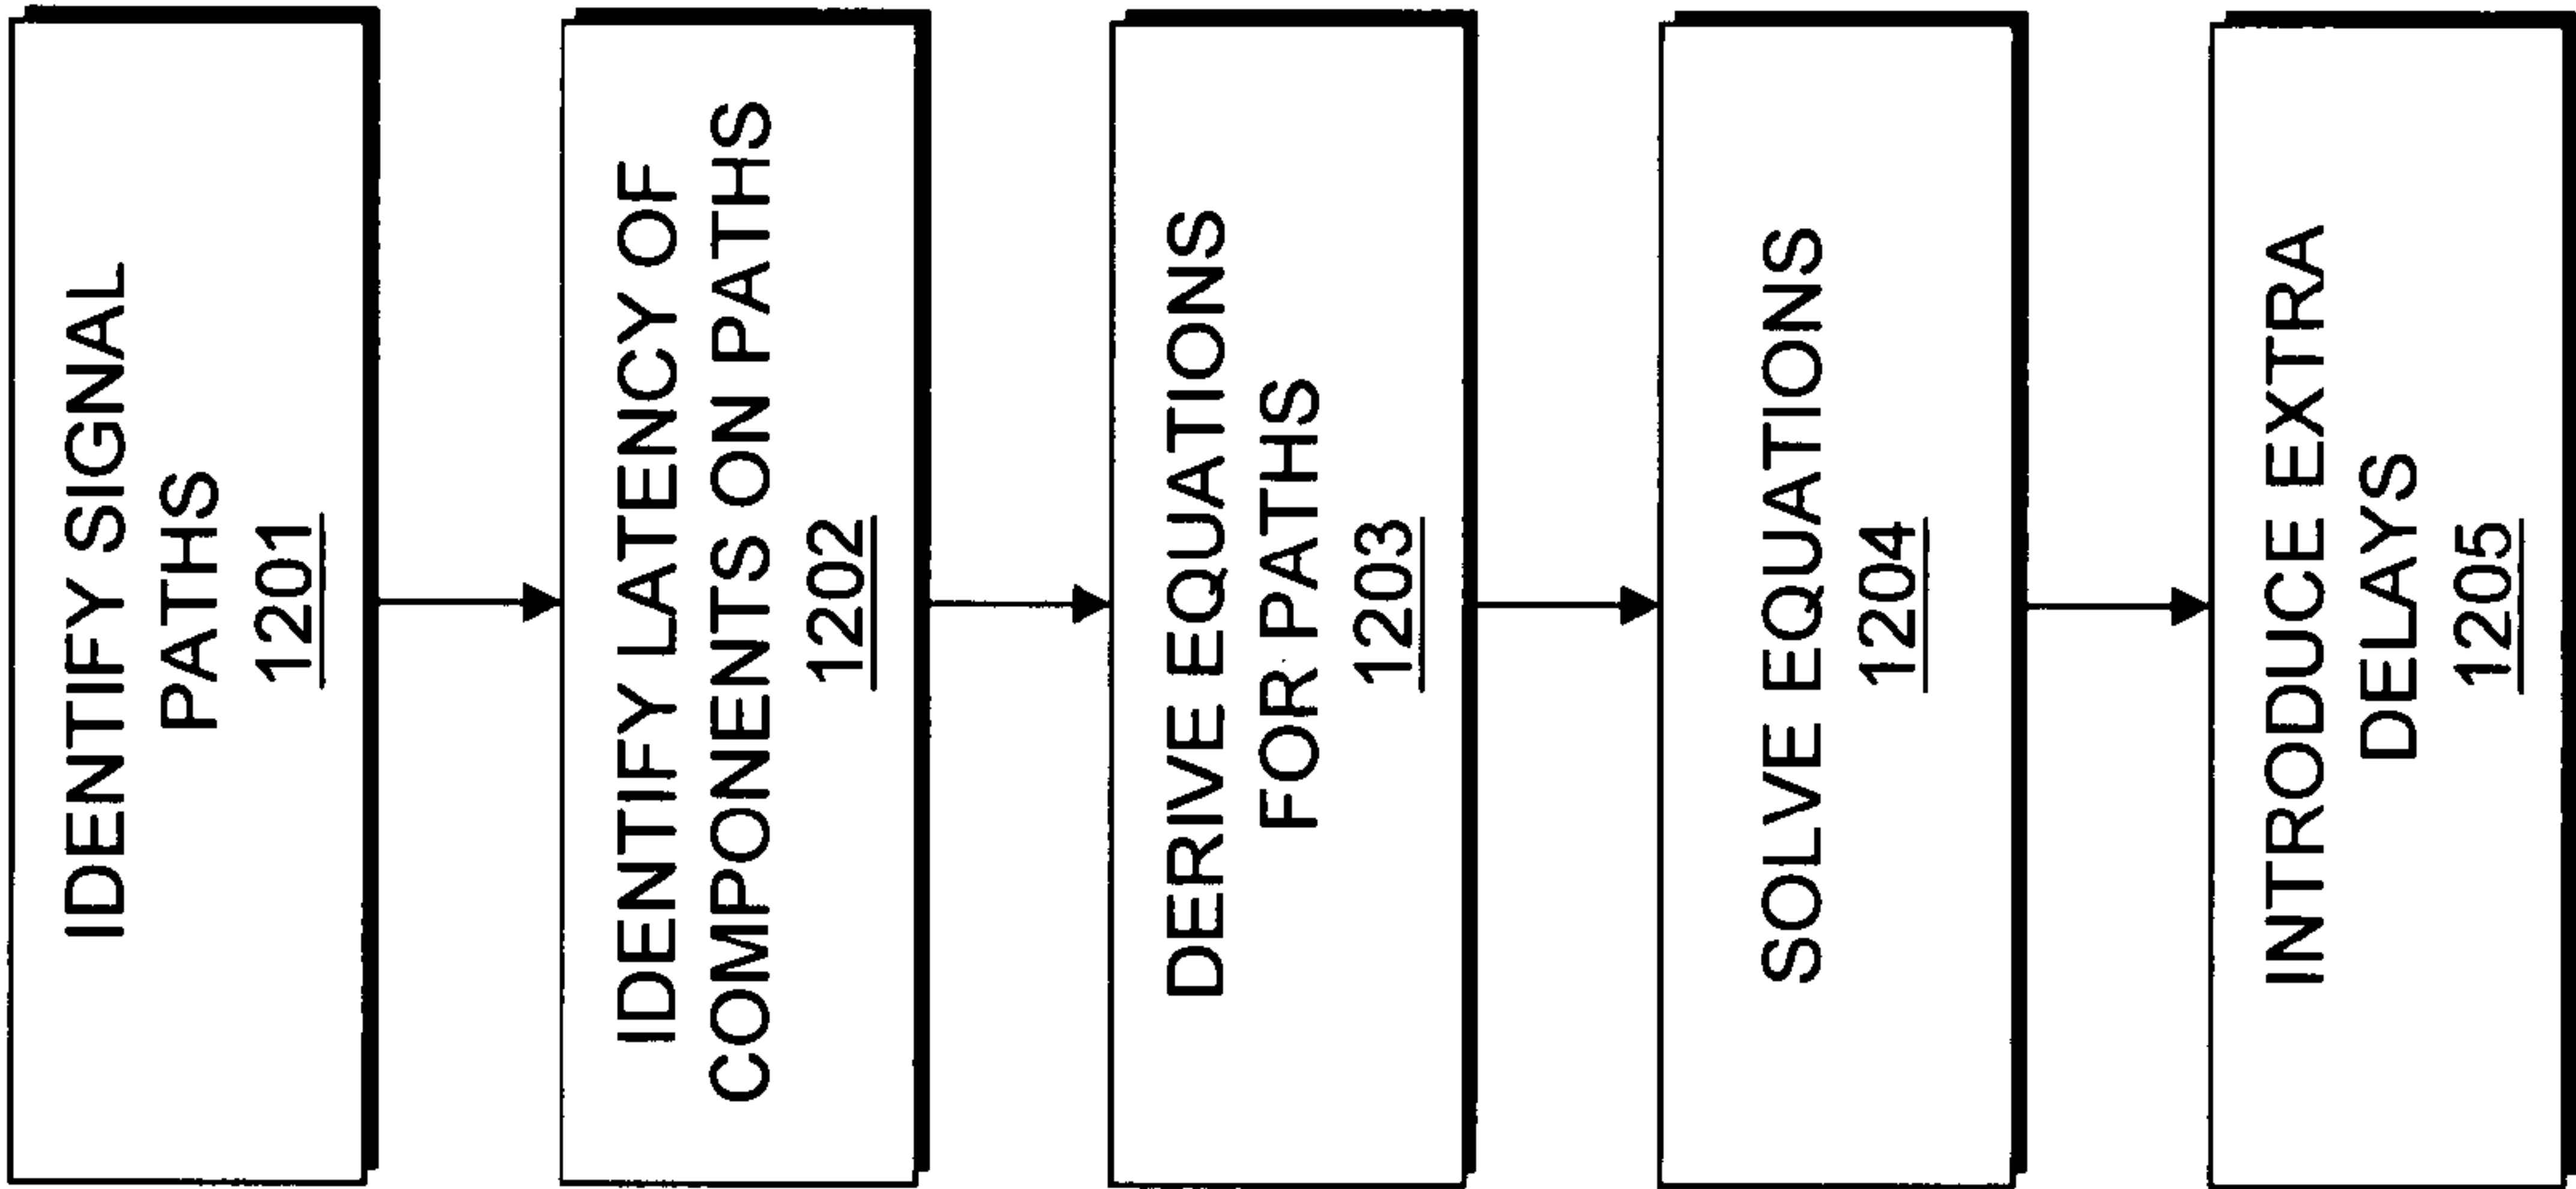 IDENTIFY SIGNAL
PATHS
1201
IDENTIFY LATENCY OF
COMPONENTS ON PATHS
1202
DERIVE EQUATIONS
FOR PATHS
1203
SOLVE EQUATIONS
1204
INTRODUCE EXTRA
DELAYS
1205